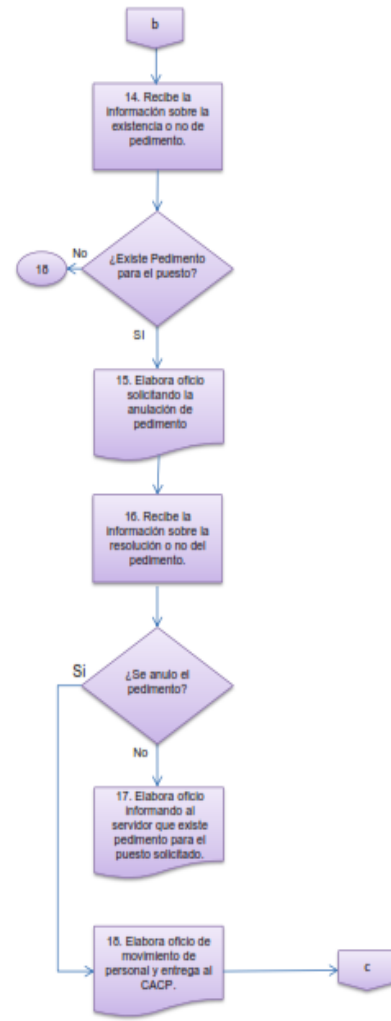 b
14. Recibe la
información sobre la
existencia o no de
pedimento.
¿Existe Pedimento
para el puesto?
No
18
SI
15. Elabora oficio
solicitando la
anulación de
pedimento
16. Recibe la
información sobre la
resolución o no del
pedimento.
Si
¿Se anulo el
pedimento?
No
17. Elabora oficio
informando al
servidor que existe
pedimento para el
puesto solicitado.
18. Elabora oficio de
movimiento de
personal y entrega al
CACP.
c